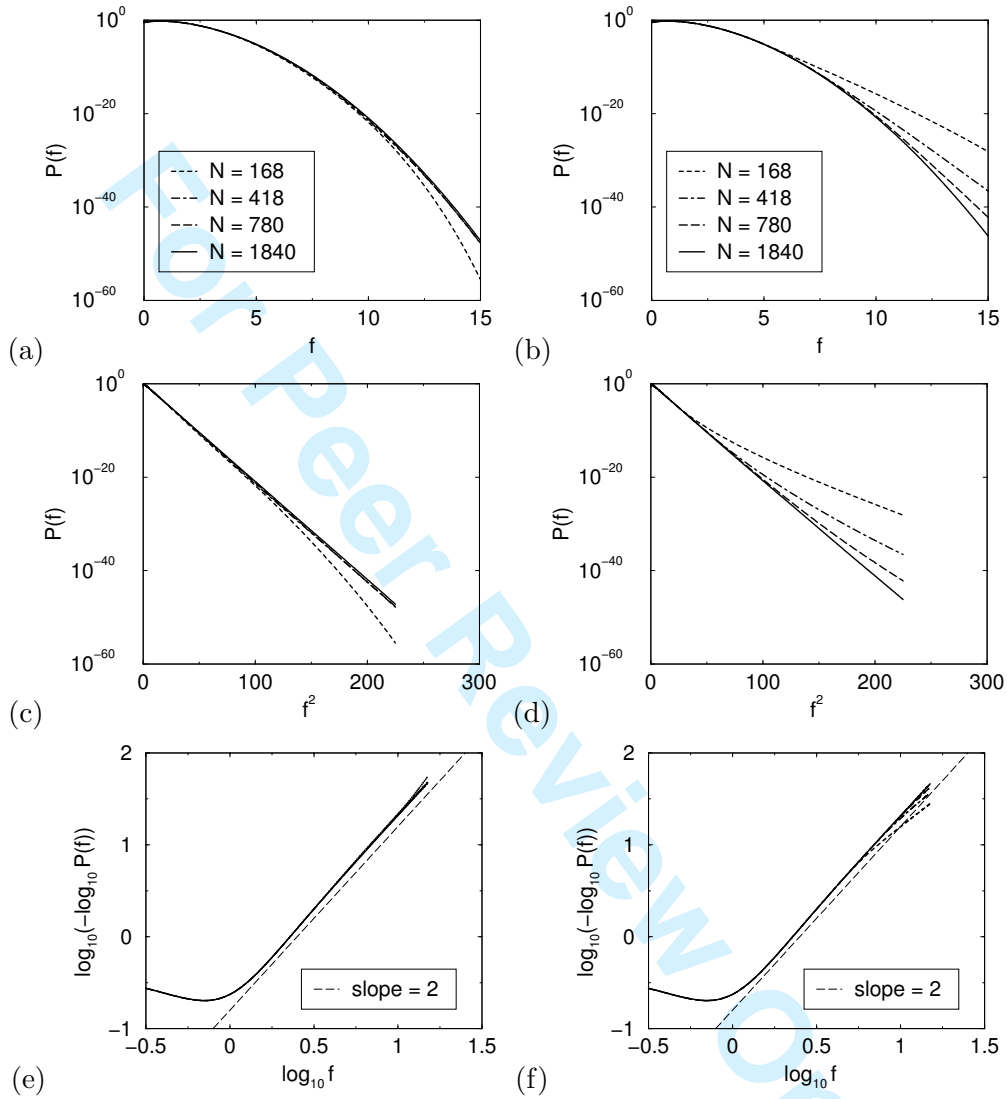 10^0
10^−20
10^−40
10^−60
P(f)
0 5 10 15
f
N = 168
N = 418
N = 780
N = 1840
(a)
10^0
10^−20
10^−40
10^−60
P(f)
0 5 10 15
f
N = 168
N = 418
N = 780
N = 1840
(b)
10^0
10^−20
10^−40
10^−60
P(f)
0 100 200 300
f^2
(c)
10^0
10^−20
10^−40
10^−60
P(f)
0 100 200 300
f^2
(d)
2
1
0
−1
log_10(−log_10 P(f))
−0.5 0 0.5 1 1.5
log_10 f
slope = 2
(e)
2
1
0
−1
log_10(−log_10 P(f))
−0.5 0 0.5 1 1.5
log_10 f
slope = 2
(f)
For Peer Review On